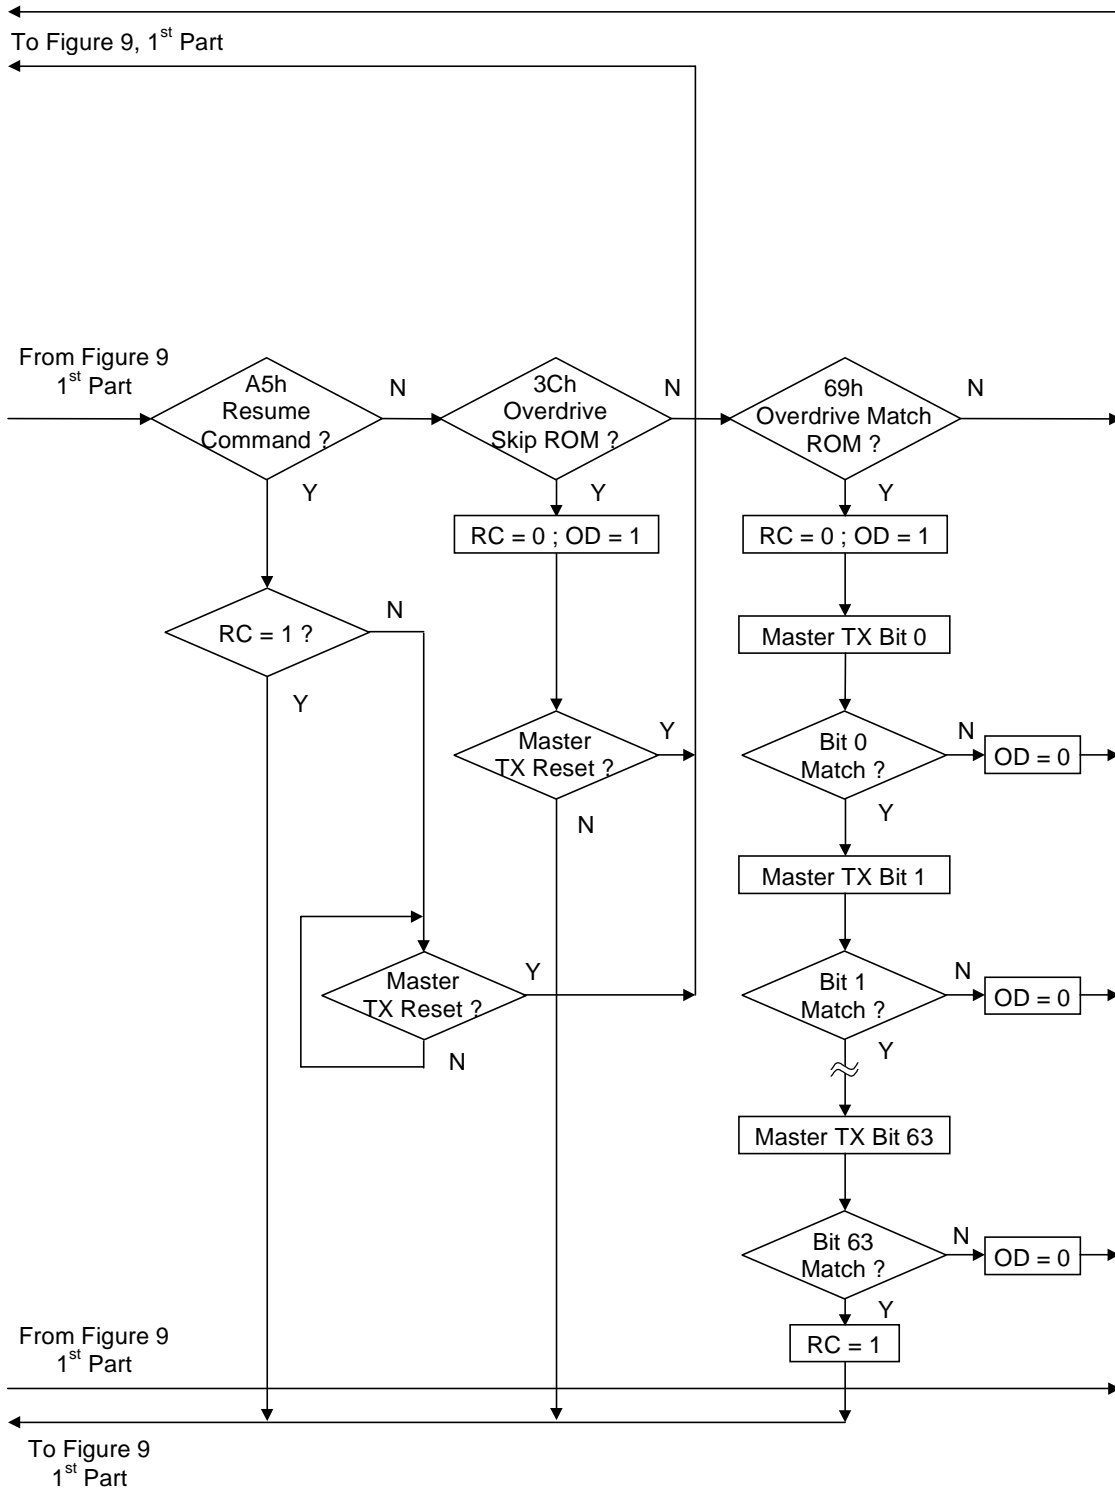 To Figure 9, 1st Part
From Figure 9
1st Part
A5h
Resume
Command ?
N
Y
3Ch
Overdrive
Skip ROM ?
N
Y
69h
Overdrive Match
ROM ?
N
Y
RC = 0 ; OD = 1
RC = 0 ; OD = 1
RC = 1 ?
N
Y
Master TX Bit 0
Master
TX Reset ?
Y
N
Bit 0
Match ?
N
OD = 0
Y
Master TX Bit 1
Master
TX Reset ?
Y
N
Bit 1
Match ?
N
OD = 0
Y
Master TX Bit 63
Bit 63
Match ?
N
OD = 0
Y
RC = 1
From Figure 9
1st Part
To Figure 9
1st Part